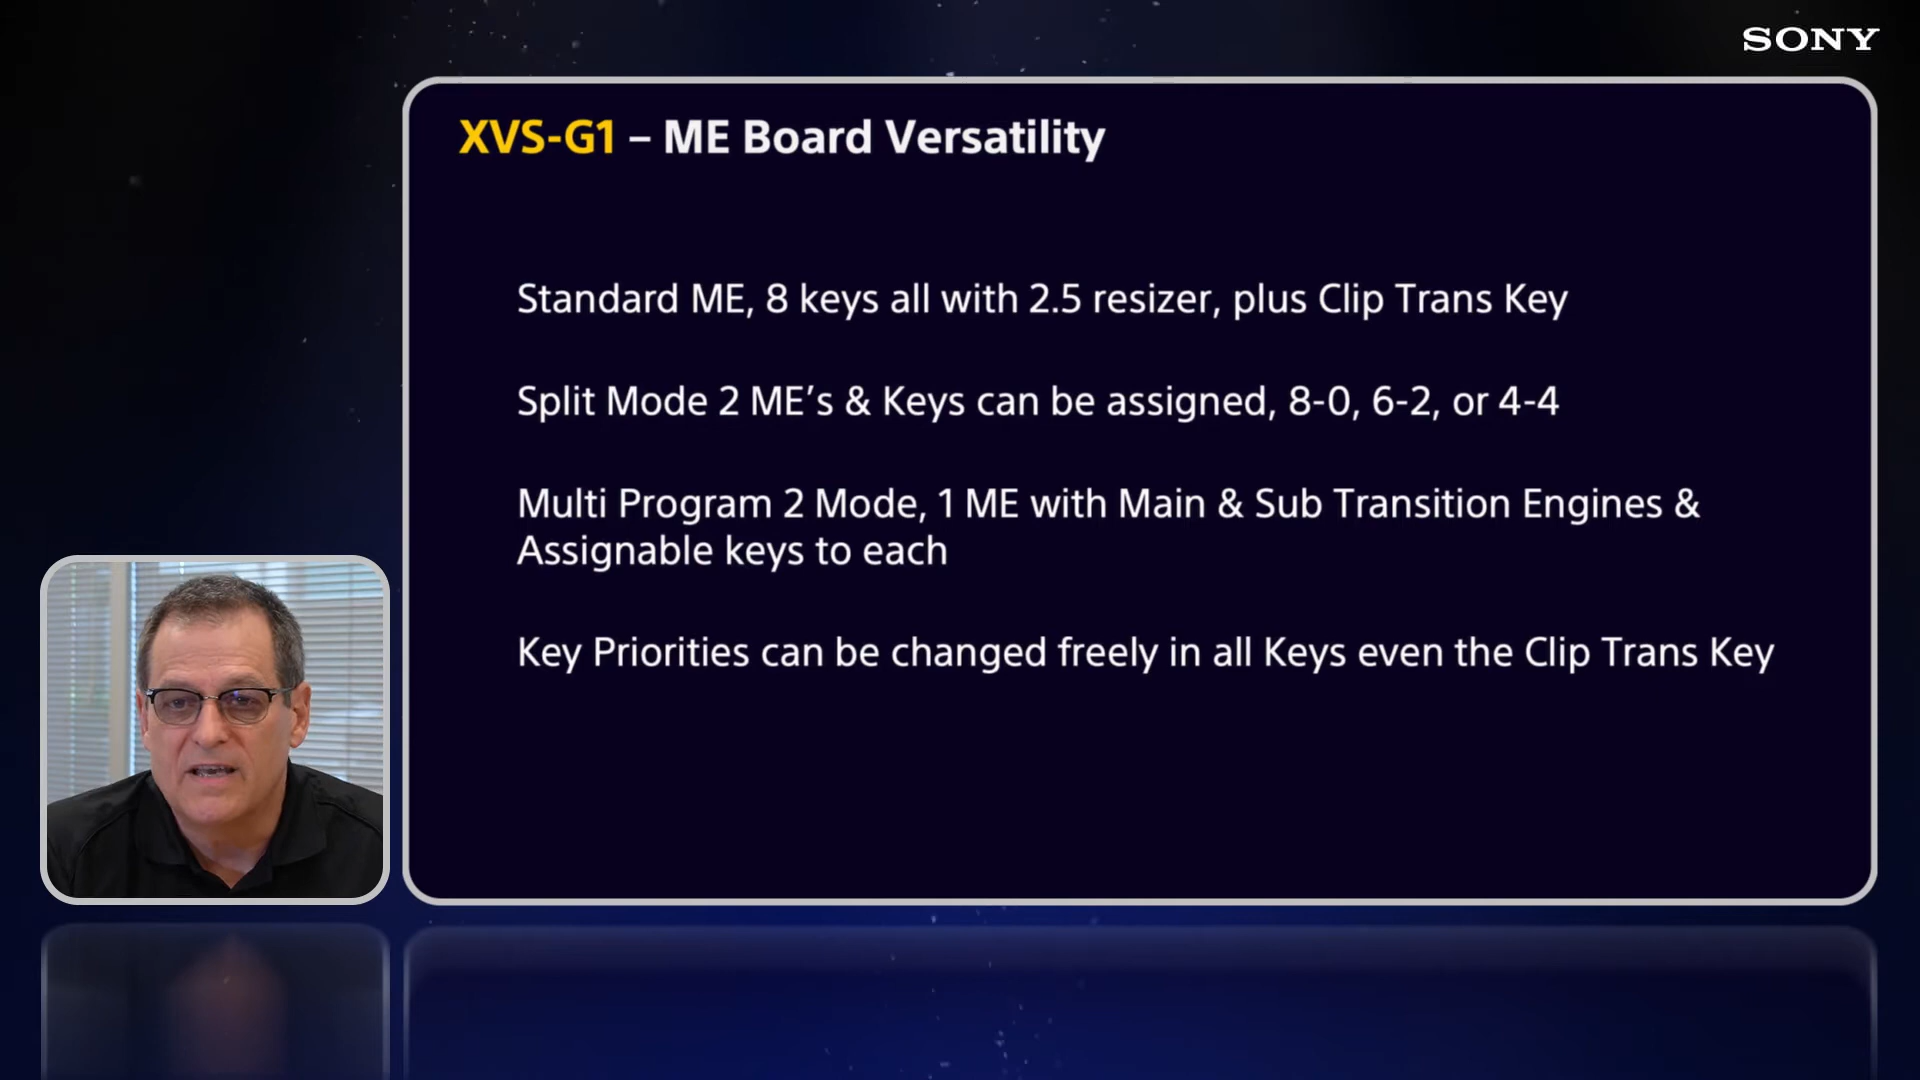 SONY
XVS-G1 – ME Board Versatility
Standard ME, 8 keys all with 2.5 resizer, plus Clip Trans Key
Split Mode 2 ME’s & Keys can be assigned, 8-0, 6-2, or 4-4
Multi Program 2 Mode, 1 ME with Main & Sub Transition Engines &
Assignable keys to each
Key Priorities can be changed freely in all Keys even the Clip Trans Key